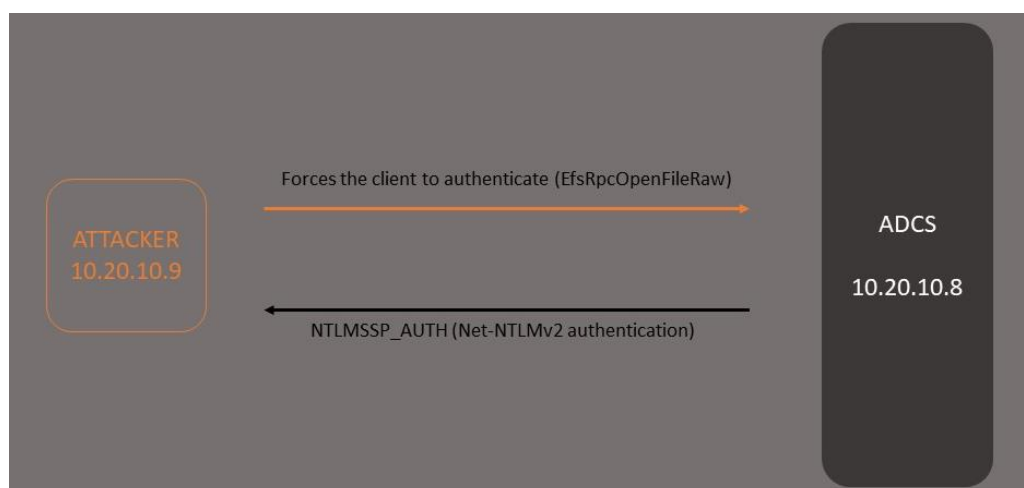 Forces the client to authenticate (EfsRpcOpenFileRaw)
ATTACKER
10.20.10.9
ADCS
10.20.10.8
NTLMSSP_AUTH (Net-NTLMv2 authentication)